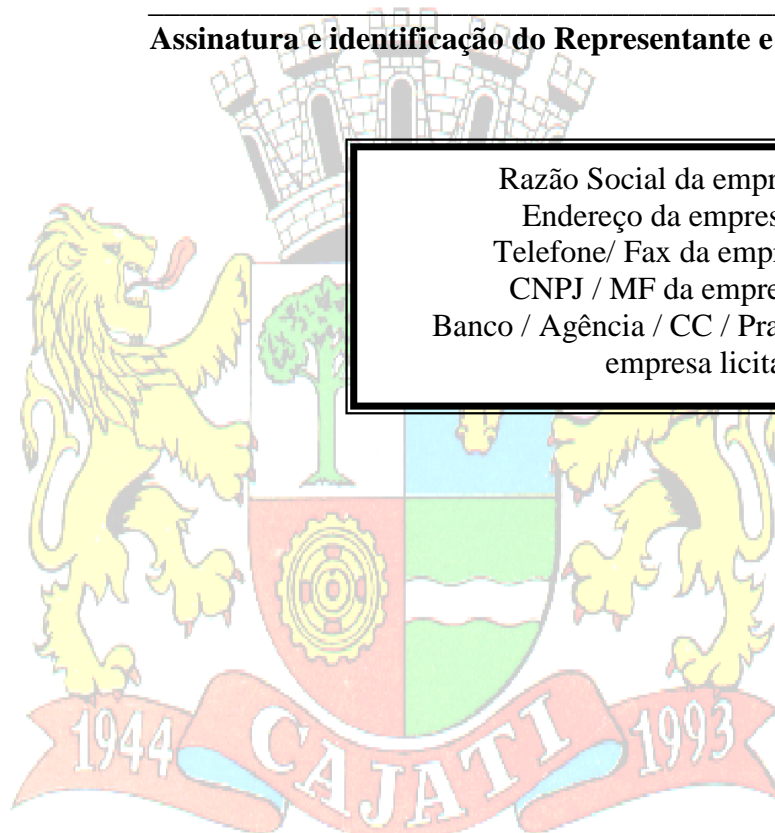 Assinatura e identificação do Representante e
Razão Social da empr
Endereço da empres
Telefone/ Fax da empr
CNPJ / MF da empre
Banco / Agência / CC / Pra
empresa licita
1944 CAJATI 1993